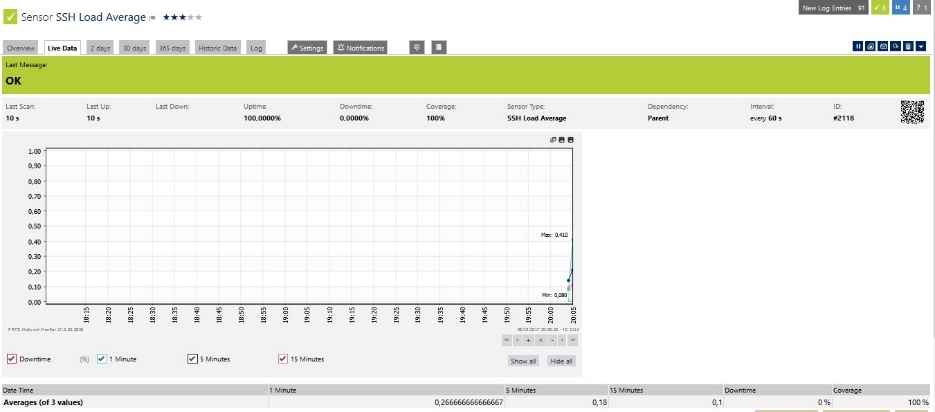 Sensor SSH Load Average
New Log Entries 91 6 4 ? 1
Overview Live Data 2 days 30 days 365 days Historic Data Log Settings Notifications
Last Message:
OK
Last Scan: Last Up: Last Down: Uptime: Downtime: Coverage: Sensor Type: Dependency: Interval: ID:
10 s 10 s 100,0000% 0,0000% 100% SSH Load Average Parent every 60 s #2118
1,00
0,90
0,80
0,70
0,60
0,50
0,40
0,30
0,20
0,10
0,00
Max: 0,410
Min: 0,080
18:15 18:20 18:25 18:30 18:35 18:40 18:45 18:50 18:55 19:00 19:05 19:10 19:15 19:20 19:25 19:30 19:35 19:40 19:45 19:50 19:55 20:00 20:05
PRTG Network Monitor
Downtime (%) 1 Minute 5 Minutes 15 Minutes Show all Hide all
Date Time 1 Minute 5 Minutes 15 Minutes Downtime Coverage
Averages (of 3 values) 0,266666666666667 0,18 0,1 0 % 100 %